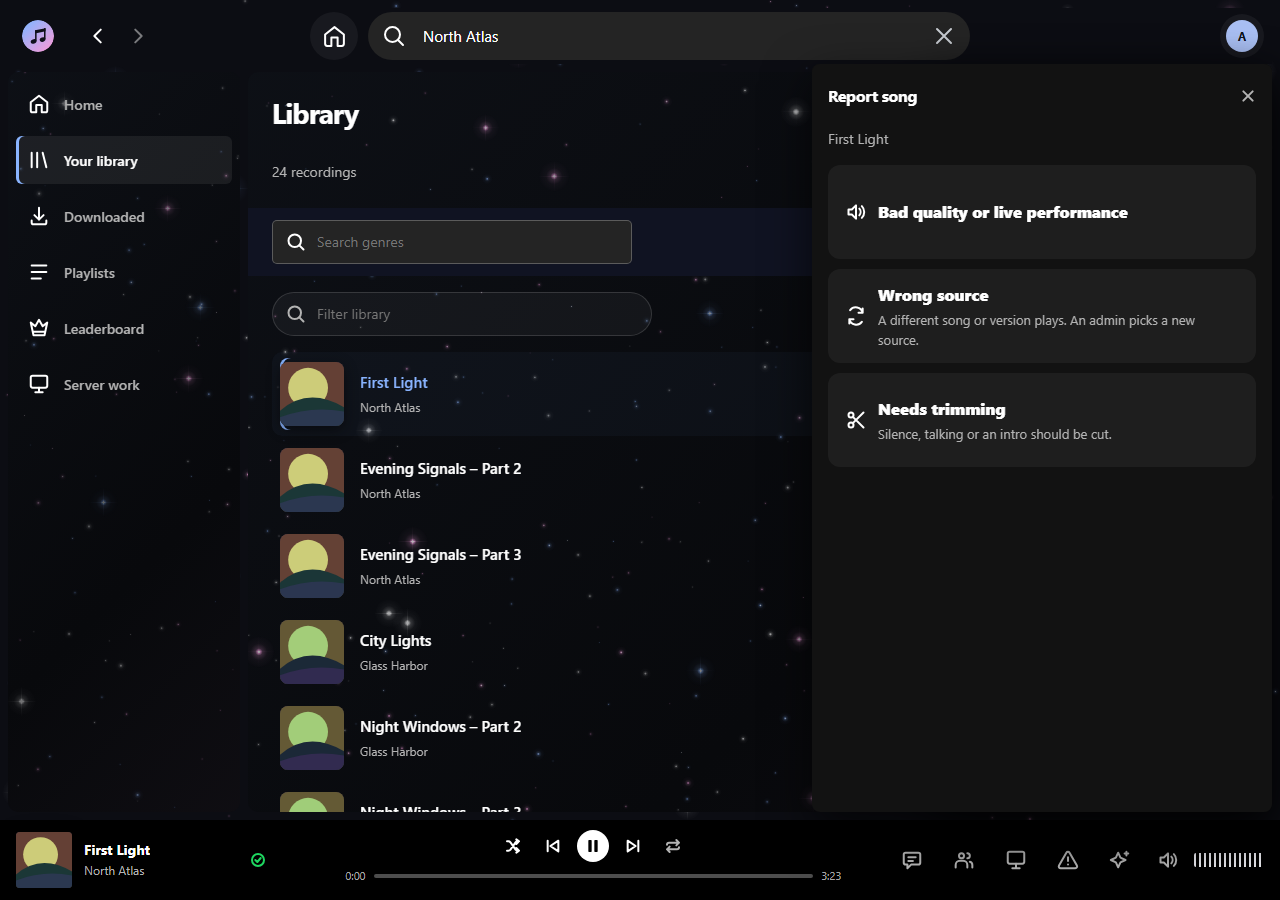 North Atlas
A
Home
Your library
Downloaded
Playlists
Leaderboard
Server work
Library
24 recordings
Search genres
Filter library
First Light
North Atlas
Evening Signals – Part 2
North Atlas
Evening Signals – Part 3
North Atlas
City Lights
Glass Harbor
Night Windows – Part 2
Glass Harbor
Night Windows – Part 3
Report song
First Light
Bad quality or live performance
Wrong source
A different song or version plays. An admin picks a new
source.
Needs trimming
Silence, talking or an intro should be cut.
First Light
North Atlas
0:00
3:23